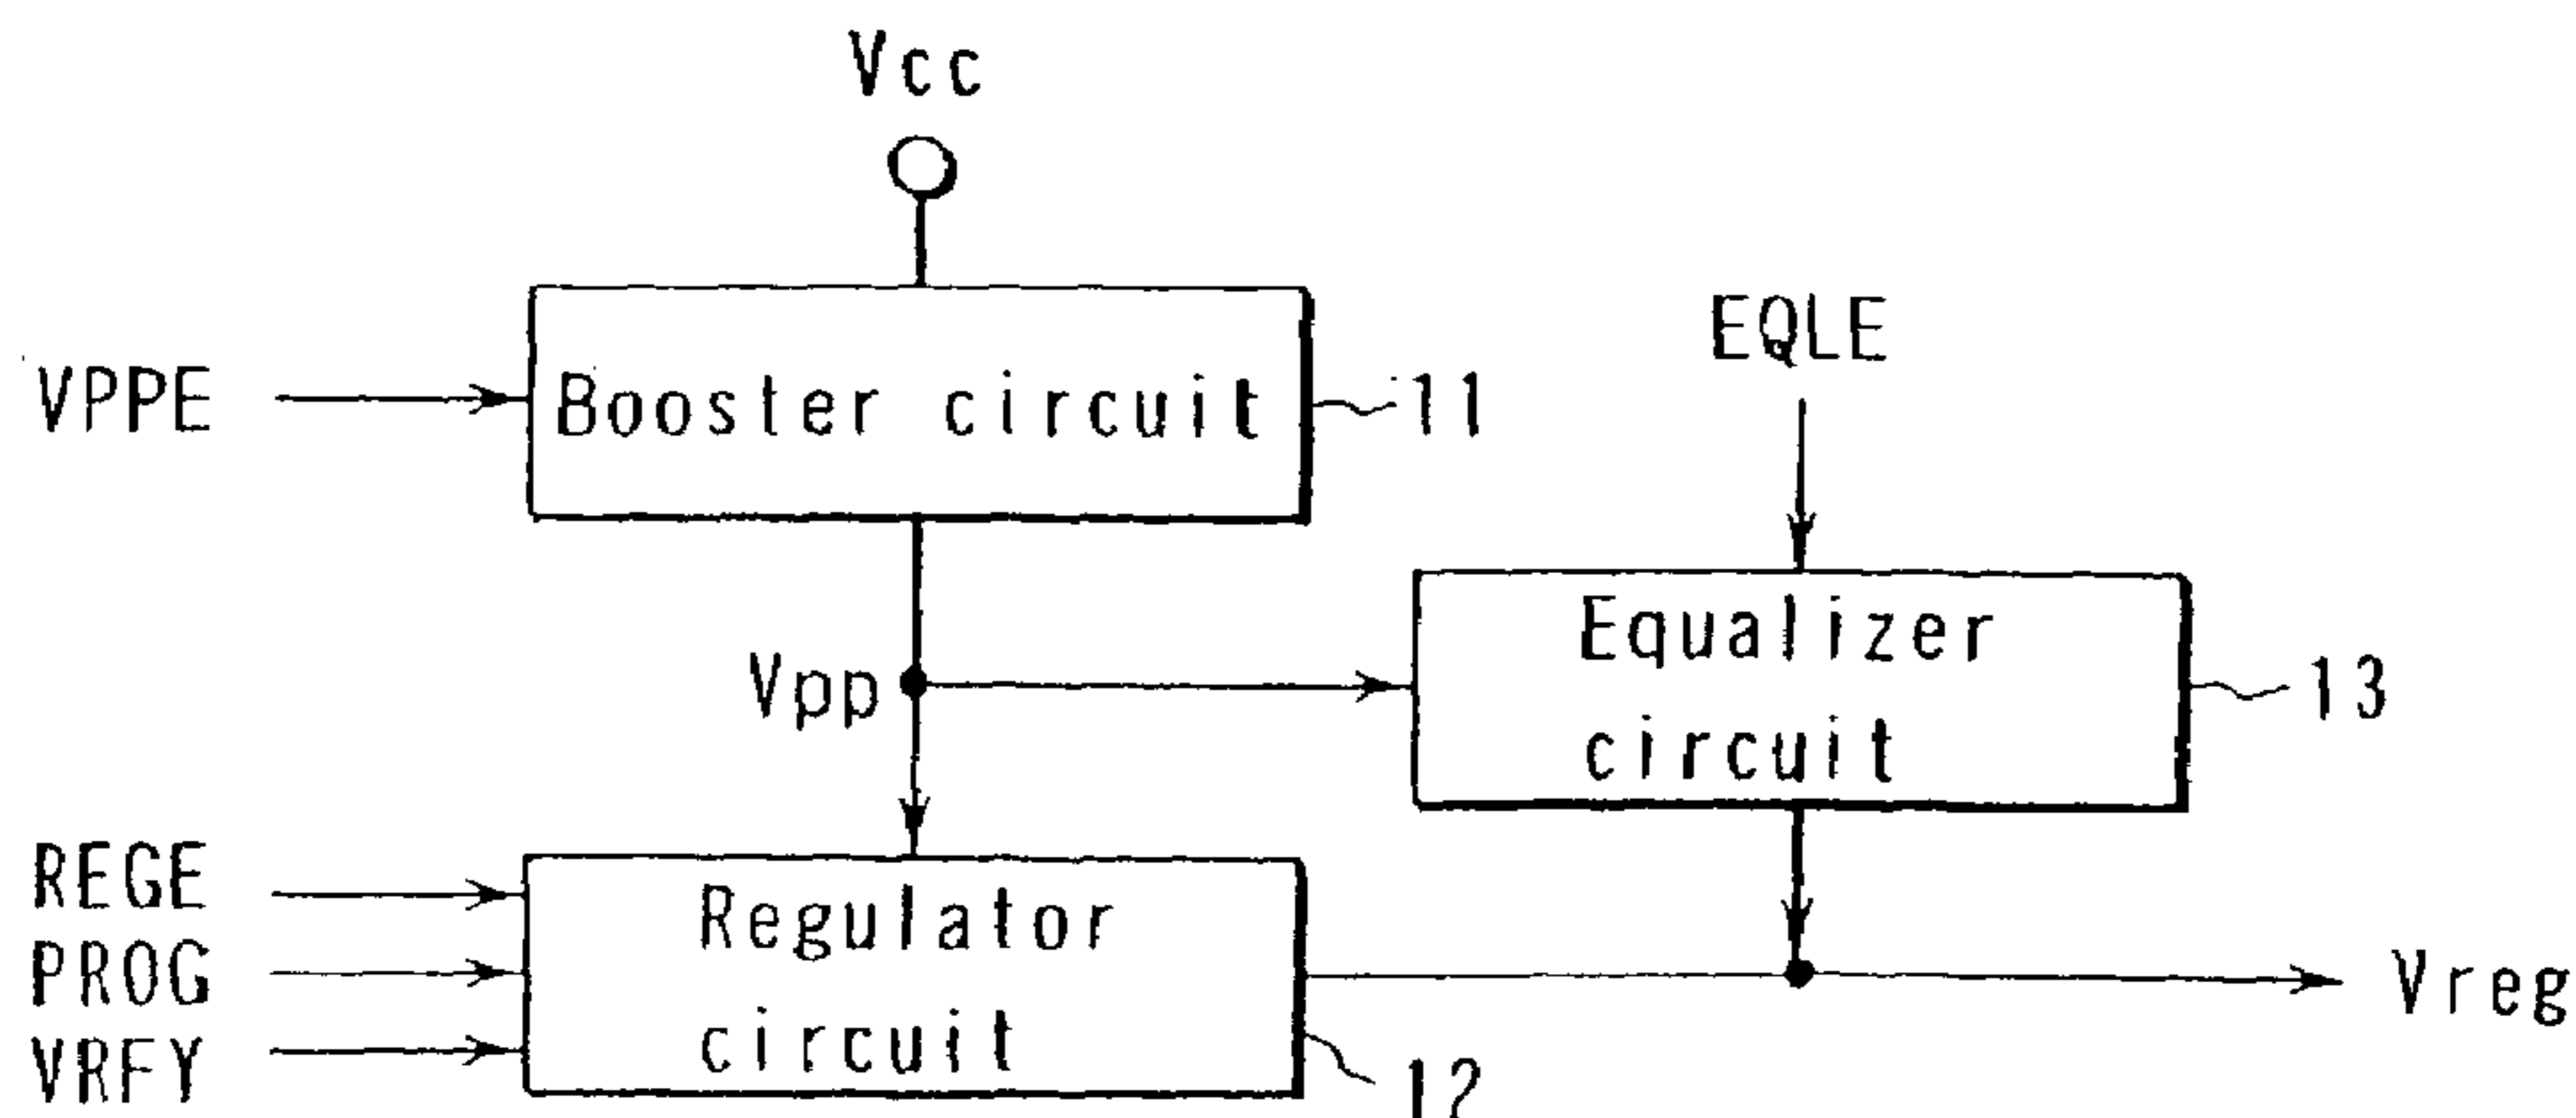 Vcc
VPPE
Booster circuit
11
EQLE
Equalizer
circuit
13
Vpp
REGE
PROG
VRFY
Regulator
circuit
12
Vreg